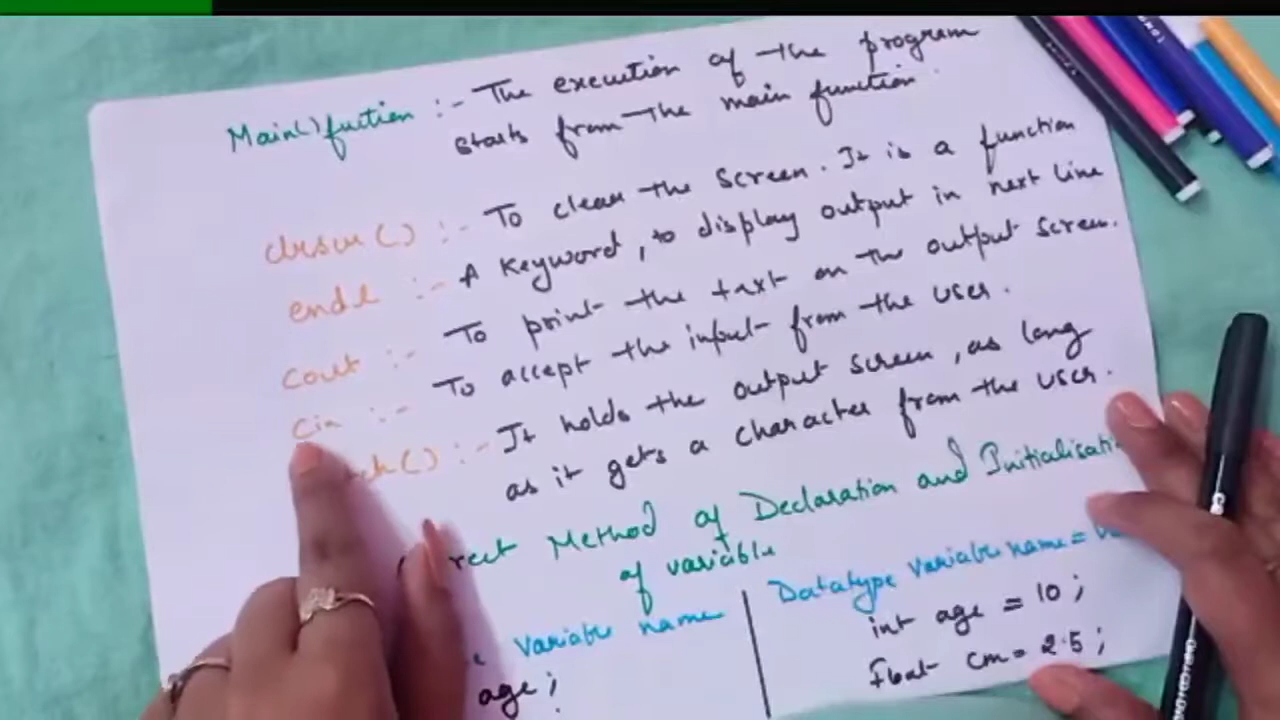 Main() fuction :- The execution of the program
starts from the main function.
clrscr() :- To clear the screen. It is a function
endl :- A Keyword, to display output in next line
cout :- To print the text on the output screen.
cin :- To accept the input from the user.
ch() :- It holds the output screen, as long
as it gets a character from the user.
rect Method of Declaration and Initialisati
of variable
e variable name
age;
Datatype variable name =
int age = 10;
float cm = 2.5;